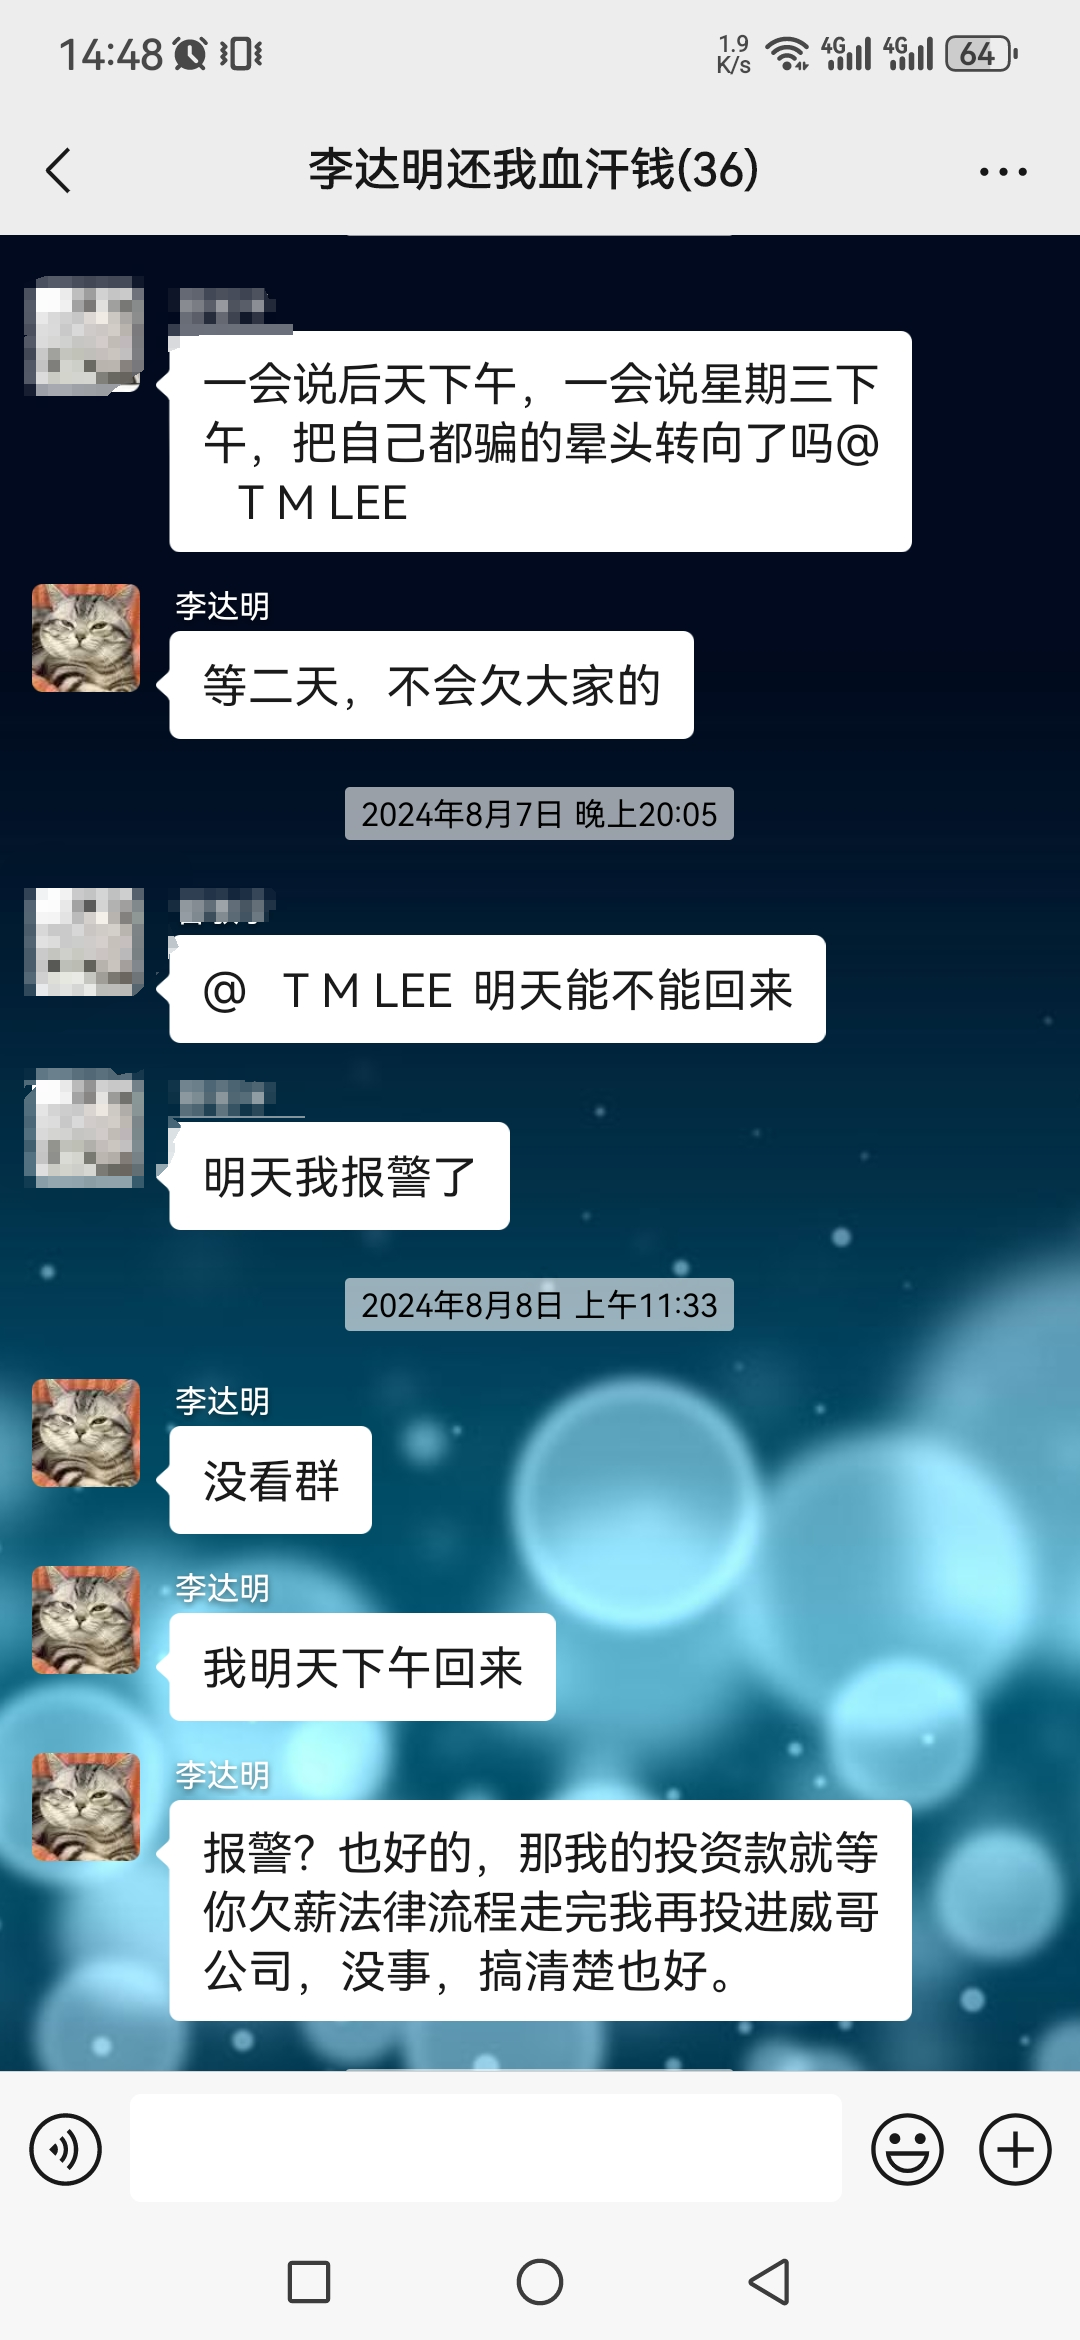 14:48
1.9
K/s
4G
4G
64
李达明还我血汗钱(36)
一会说后天下午，一会说星期三下
午，把自己都骗的晕头转向了吗@
T M LEE
李达明
等二天，不会欠大家的
2024年8月7日 晚上20:05
@ T M LEE 明天能不能回来
明天我报警了
2024年8月8日 上午11:33
李达明
没看群
李达明
我明天下午回来
李达明
报警？也好的，那我的投资款就等
你欠薪法律流程走完我再投进威哥
公司，没事，搞清楚也好。